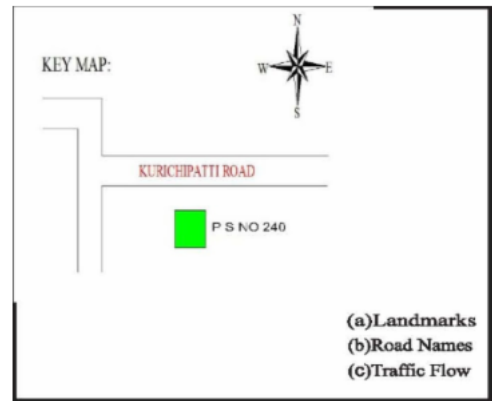 N
KEY MAP:
W E
S
KURICHIPATTI ROAD
P S NO 240
(a)Landmarks
(b)Road Names
(c)Traffic Flow